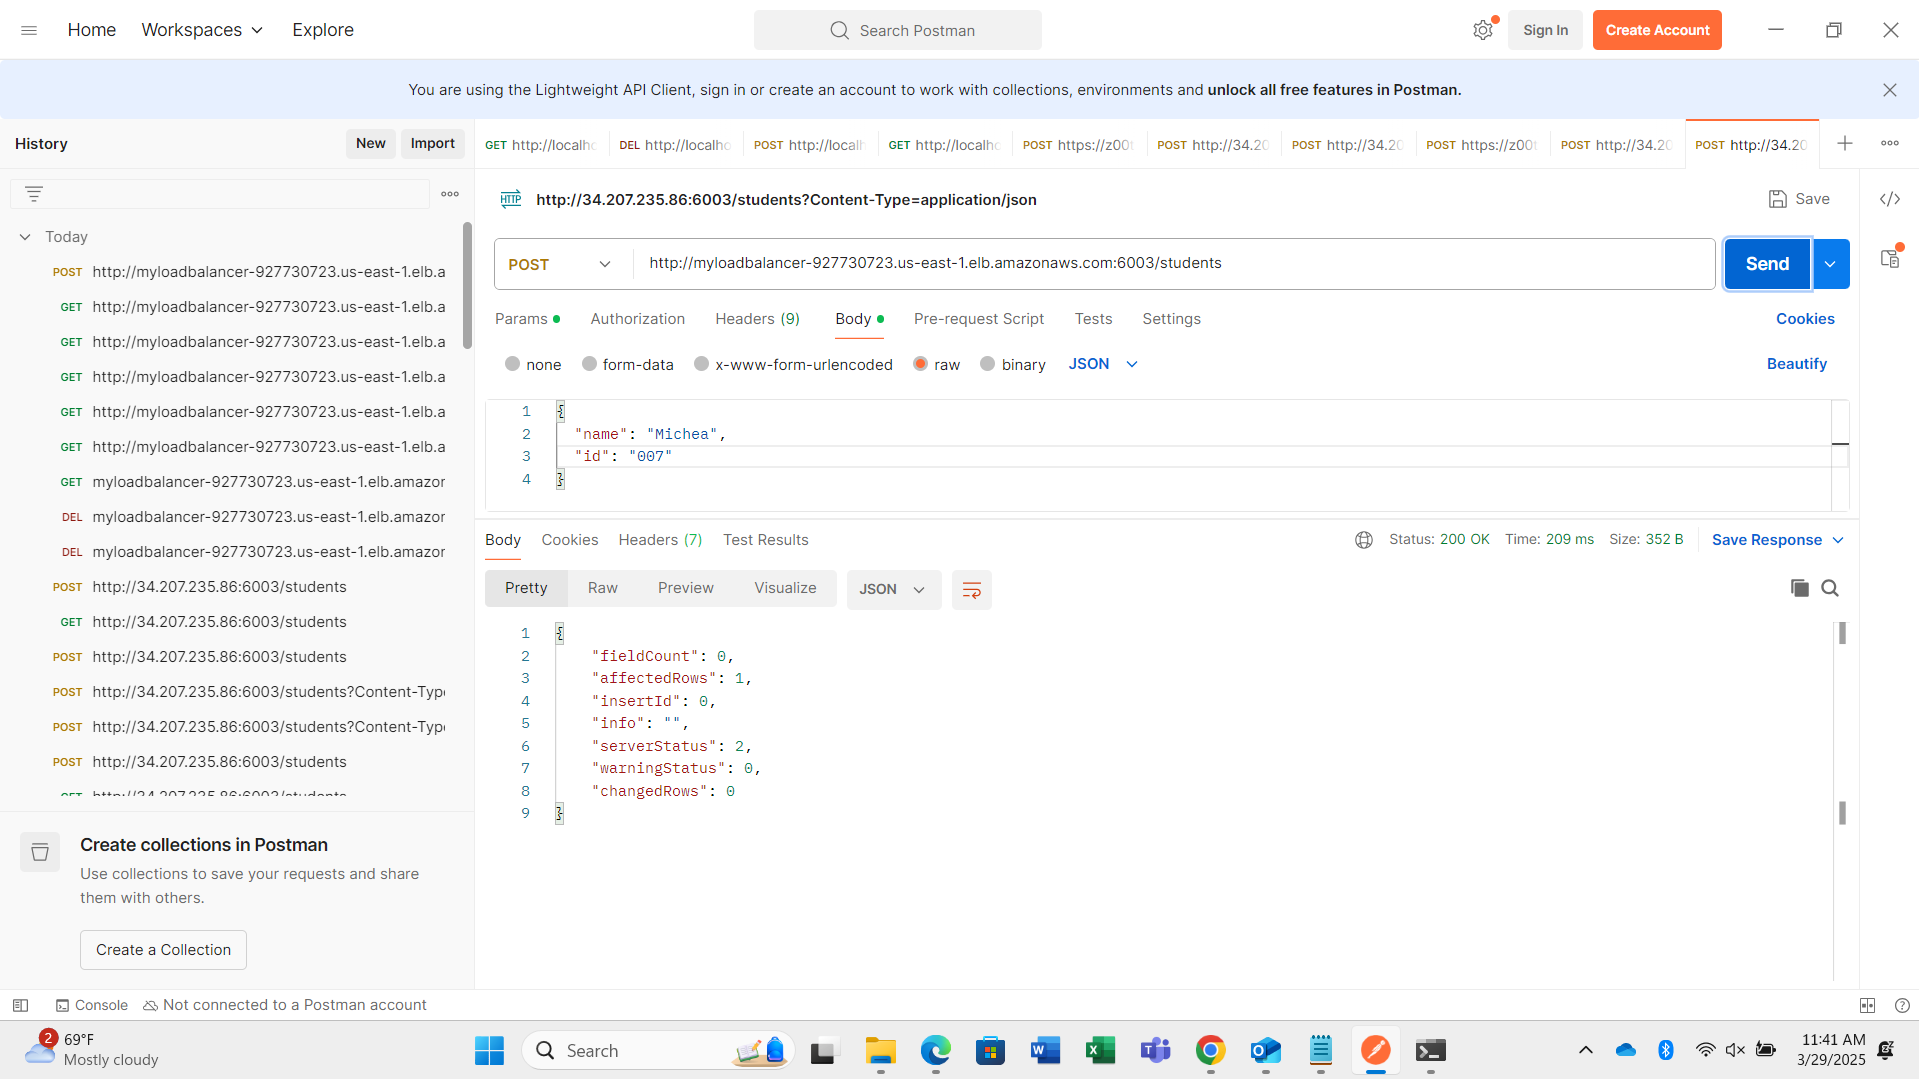 Home
Workspaces
Explore
Search Postman
Sign In
Create Account
You are using the Lightweight API Client, sign in or create an account to work with collections, environments and unlock all free features in Postman.
History
New
Import
GET http://localho
DEL http://localho
POST http://locall
GET http://localho
POST https://z00
POST http://34.20
POST http://34.20
POST https://z00
POST http://34.20
POST http://34.20
HTTP http://34.207.235.86:6003/students?Content-Type=application/json
Save
Today
POST http://myloadbalancer-927730723.us-east-1.elb.a
GET http://myloadbalancer-927730723.us-east-1.elb.a
GET http://myloadbalancer-927730723.us-east-1.elb.a
GET http://myloadbalancer-927730723.us-east-1.elb.a
GET http://myloadbalancer-927730723.us-east-1.elb.a
GET http://myloadbalancer-927730723.us-east-1.elb.a
GET myloadbalancer-927730723.us-east-1.elb.amazor
DEL myloadbalancer-927730723.us-east-1.elb.amazor
DEL myloadbalancer-927730723.us-east-1.elb.amazor
POST http://34.207.235.86:6003/students
GET http://34.207.235.86:6003/students
POST http://34.207.235.86:6003/students
POST http://34.207.235.86:6003/students?Content-Type
POST http://34.207.235.86:6003/students?Content-Type
POST http://34.207.235.86:6003/students
GET http://34.207.235.86:6003/students
POST
http://myloadbalancer-927730723.us-east-1.elb.amazonaws.com:6003/students
Send
Params
Authorization
Headers (9)
Body
Pre-request Script
Tests
Settings
Cookies
none
form-data
x-www-form-urlencoded
raw
binary
JSON
Beautify
1 {
2 "name": "Michea",
3 "id": "007"
4 }
Body
Cookies
Headers (7)
Test Results
Status: 200 OK Time: 209 ms Size: 352 B
Save Response
Pretty
Raw
Preview
Visualize
JSON
1 {
2 "fieldCount": 0,
3 "affectedRows": 1,
4 "insertId": 0,
5 "info": "",
6 "serverStatus": 2,
7 "warningStatus": 0,
8 "changedRows": 0
9 }
Create collections in Postman
Use collections to save your requests and share
them with others.
Create a Collection
Console
Not connected to a Postman account
2
69°F
Mostly cloudy
Search
11:41 AM
3/29/2025